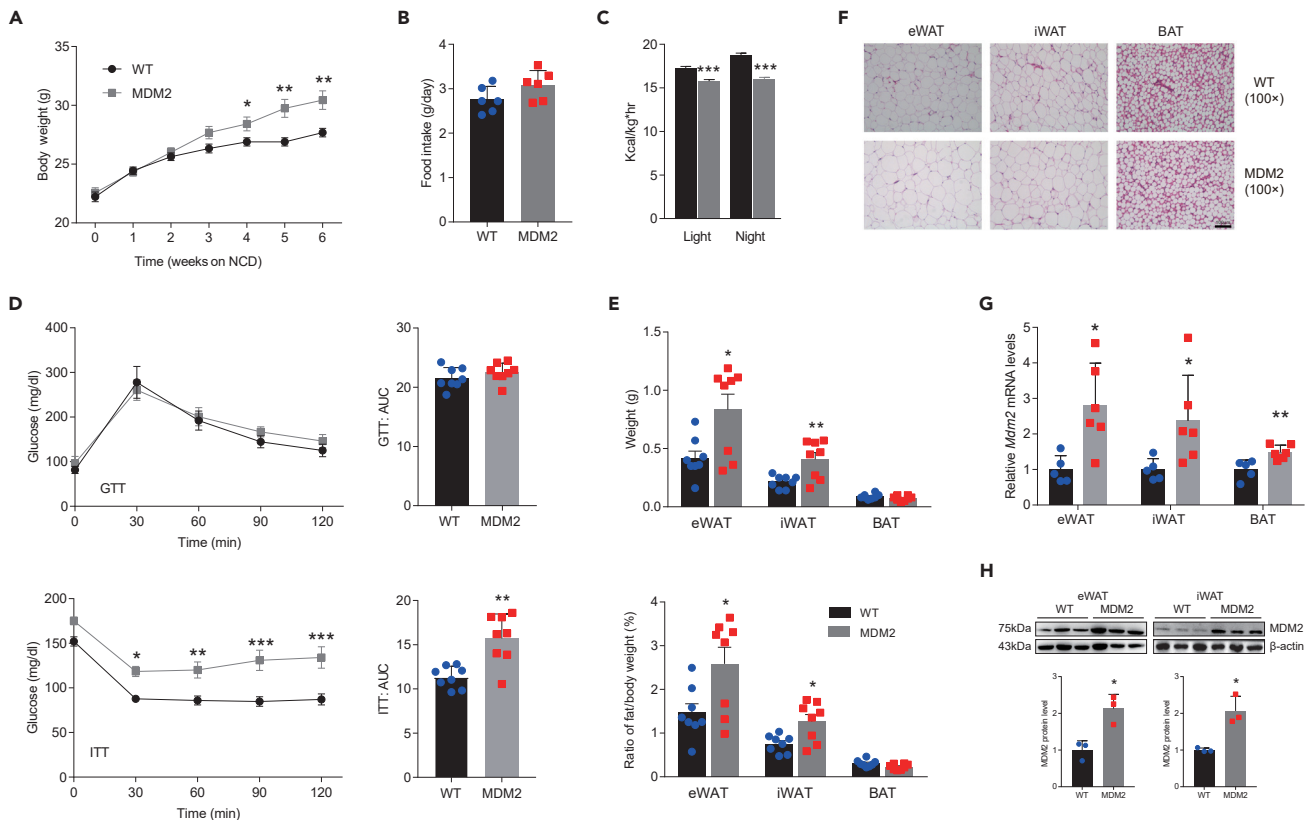 A
Body weight (g)
35
30
25
20
WT
MDM2
*
**
**
0 1 2 3 4 5 6
Time (weeks on NCD)
B
Food intake (g/day)
4
3
2
1
0
WT MDM2
C
Kcal/kg*hr
20
15
10
5
0
***
***
Light Night
F
eWAT iWAT BAT
WT
(100×)
MDM2
(100×)
D
Glucose (mg/dl)
400
300
200
100
0
GTT
0 30 60 90 120
Time (min)
GTT: AUC
30
20
10
0
WT MDM2
Glucose (mg/dl)
200
150
100
50
0
* ** *** ***
ITT
0 30 60 90 120
Time (min)
ITT: AUC
20
15
10
5
0
**
WT MDM2
E
Weight (g)
1.5
1.0
0.5
0.0
*
**
eWAT iWAT BAT
Ratio of fat/body weight (%)
4
3
2
1
0
*
*
WT
MDM2
eWAT iWAT BAT
G
Relative Mdm2 mRNA levels
5
4
3
2
1
0
*
*
**
eWAT iWAT BAT
H
eWAT iWAT
WT MDM2 WT MDM2
75kDa MDM2
43kDa β-actin
MDM2 protein level
3
2
1
0
*
WT MDM2
MDM2 protein level
3
2
1
0
*
WT MDM2